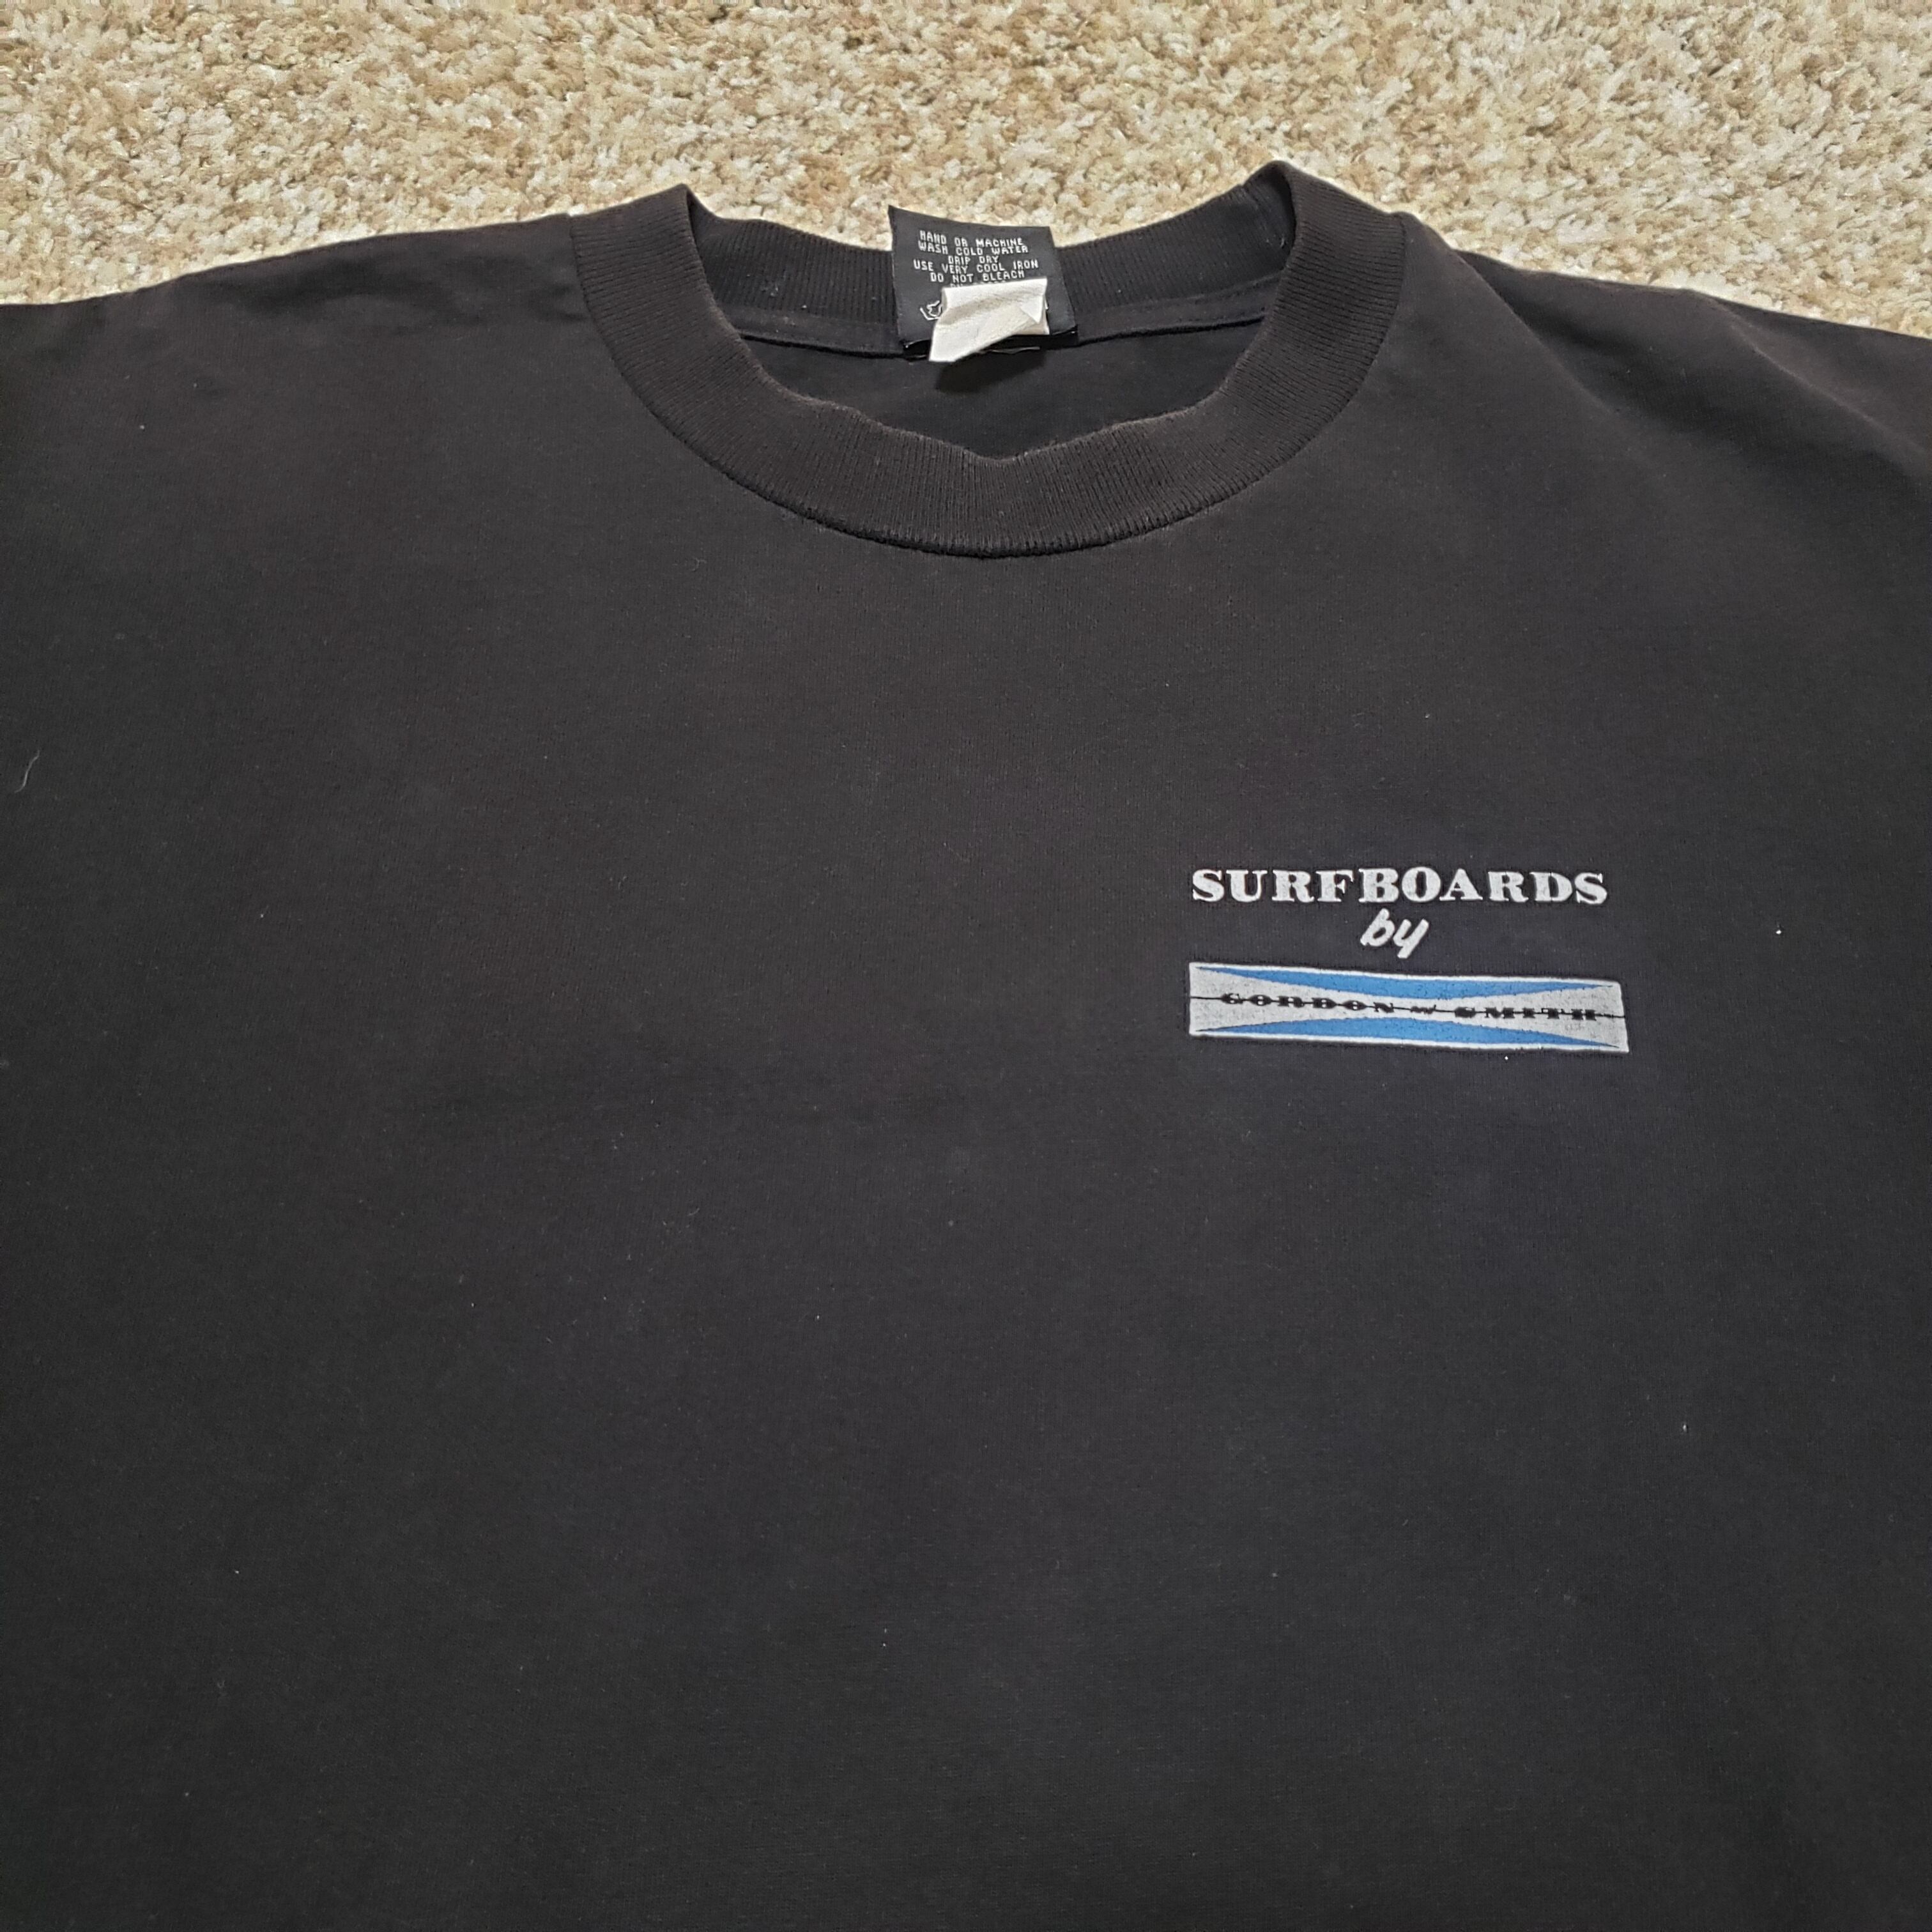 HAND OR MACHINE
WASH COLD WATER
DRIP DRY
USE VERY COOL IRON
DO NOT BLEACH
SURFBOARDS
by
GORDON & SMITH